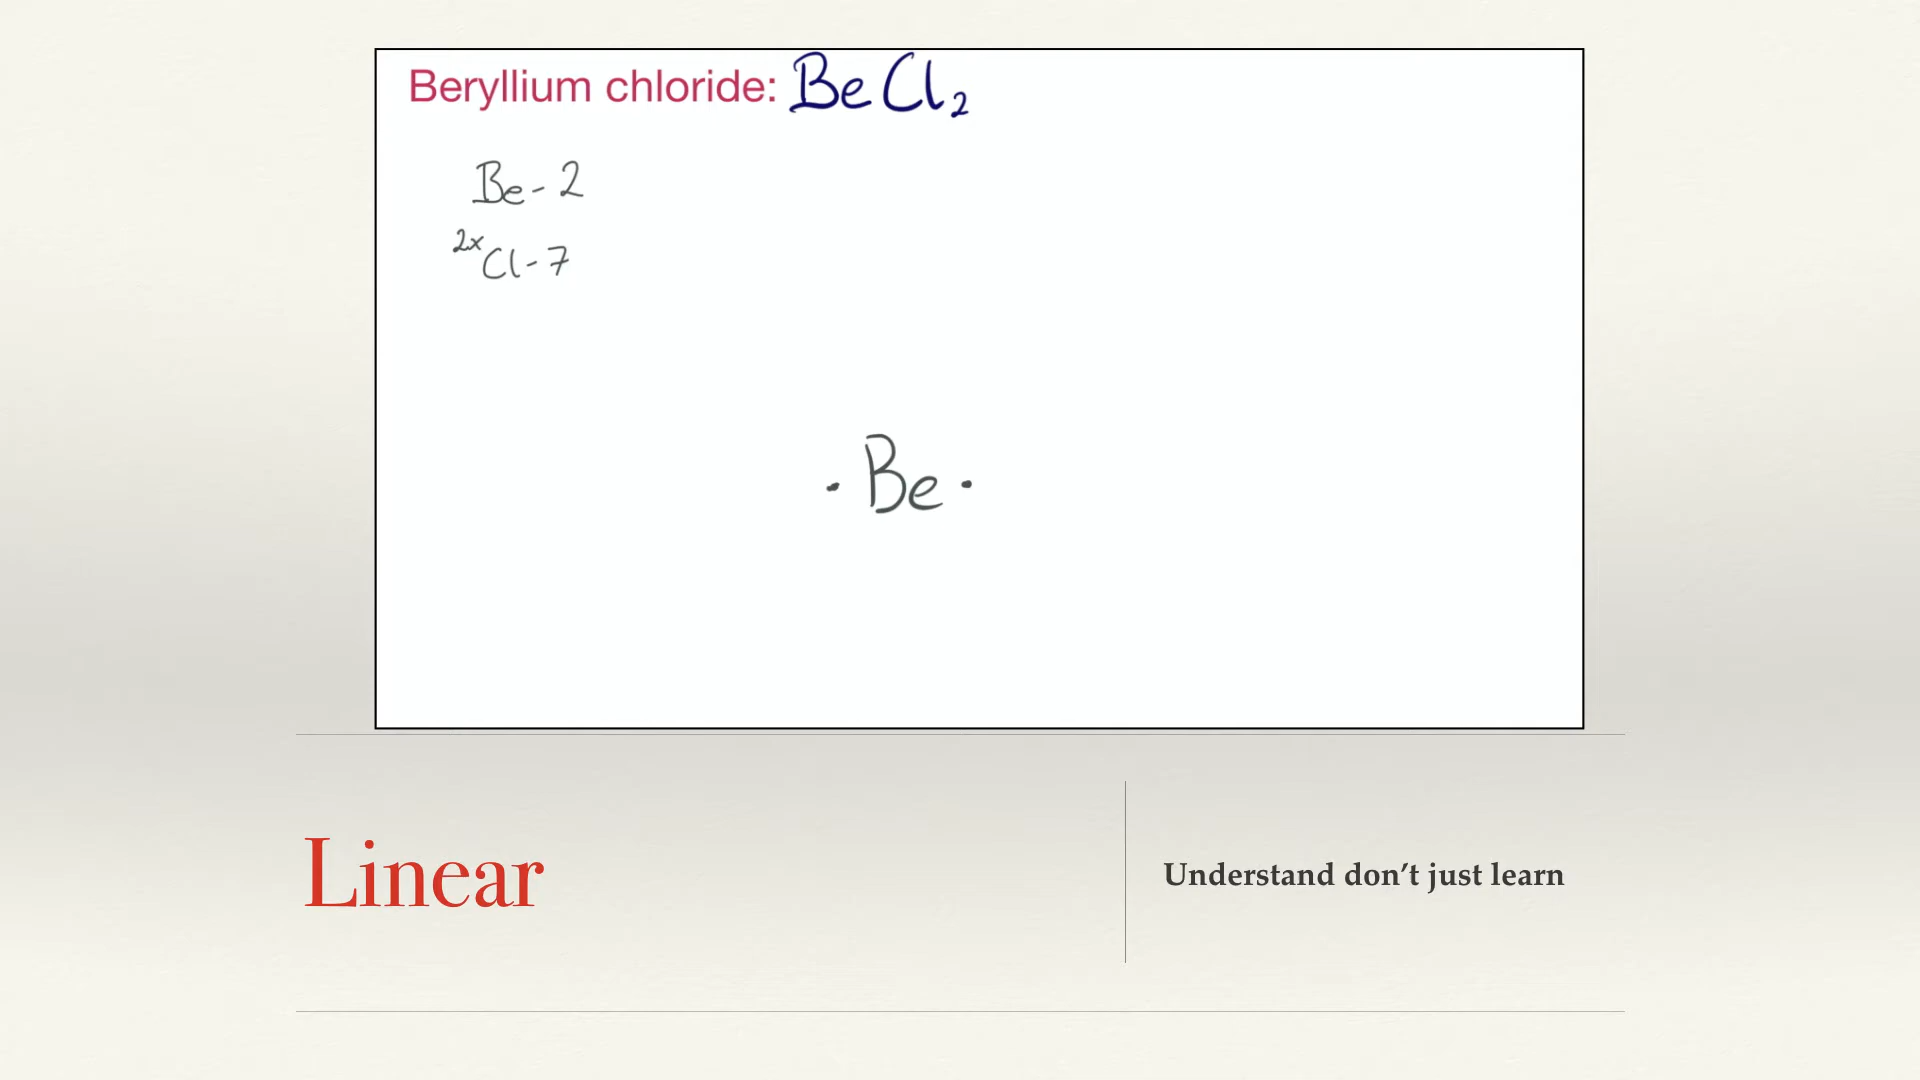 Beryllium chloride: BeCl₂
Be - 2
2x Cl - 7
· Be ·
Linear
Understand don’t just learn